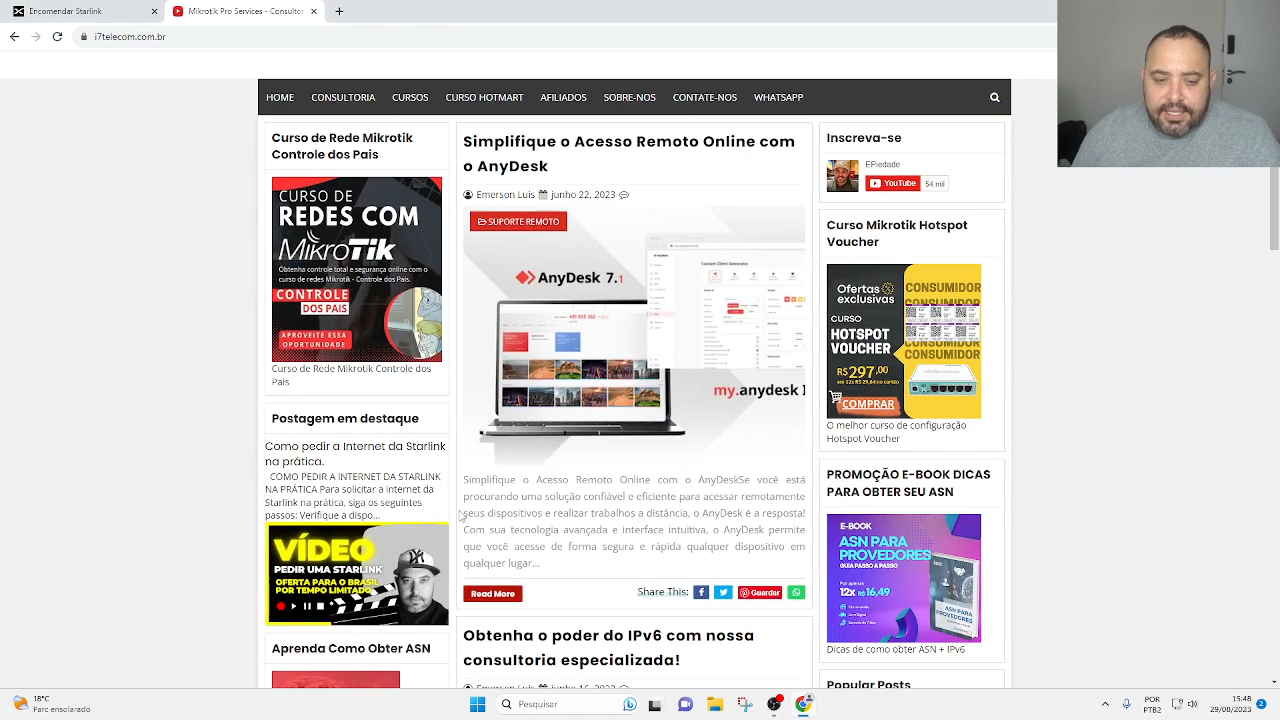 Encomendar Starlink
Mikrotik Pro Services - Consultor
i7telecom.com.br
HOME CONSULTORIA CURSOS CURSO HOTMART AFILIADOS SOBRE-NOS CONTATE-NOS WHATSAPP
Curso de Rede Mikrotik
Controle dos Pais
CURSO DE
REDES COM
MikroTik
Obtenha controle total e segurança online com o
curso de redes Mikrotik - Controle dos Pais.
CONTROLE
DOS PAIS
APROVEITE ESSA
OPORTUNIDADE
Curso de Rede Mikrotik Controle dos
Pais
Postagem em destaque
Como pedir a Internet da Starlink
na prática.
COMO PEDIR A INTERNET DA STARLINK
NA PRÁTICA Para solicitar a internet da
Starlink na prática, siga os seguintes
passos: Verifique a dispo...
VÍDEO
PEDIR UMA STARLINK
OFERTA PARA O BRASIL
POR TEMPO LIMITADO
Aprenda Como Obter ASN
Simplifique o Acesso Remoto Online com
o AnyDesk
Emerson Luis junho 22, 2023
SUPORTE REMOTO
Custom Client Generator
AnyDesk 7.1
my.anydesk I
Simplifique o Acesso Remoto Online com o AnyDeskSe você está
procurando uma solução confiável e eficiente para acessar remotamente
seus dispositivos e realizar trabalhos a distância, o AnyDesk é a resposta!
Com sua tecnologia avançada e interface intuitiva, o AnyDesk permite
que você acesse de forma segura e rápida qualquer dispositivo em
qualquer lugar...
Read More
Share This:
Guardar
Obtenha o poder do IPv6 com nossa
consultoria especializada!
Emerson Luis junho 16, 2023
Inscreva-se
EPiedade
YouTube 54 mil
Curso Mikrotik Hotspot
Voucher
Ofertas
exclusivas
CURSO
HOTSPOT
VOUCHER
R$297,00
em 12x R$29,64 no cartão
COMPRAR
CONSUMIDOR
CONSUMIDOR
CONSUMIDOR
CONSUMIDOR
O melhor curso de configuração
Hotspot Voucher
PROMOÇÃO E-BOOK DICAS
PARA OBTER SEU ASN
E-BOOK
ASN PARA
PROVEDORES
GUIA PASSO A PASSO
Por apenas
12x R$16,49
ASN PARA
PROVEDORES
Dicas de como obter ASN + IPv6
Popular Posts
18°C
Parc ensolarado
Pesquisar
POR
PTB2
15:48
29/08/2023
2